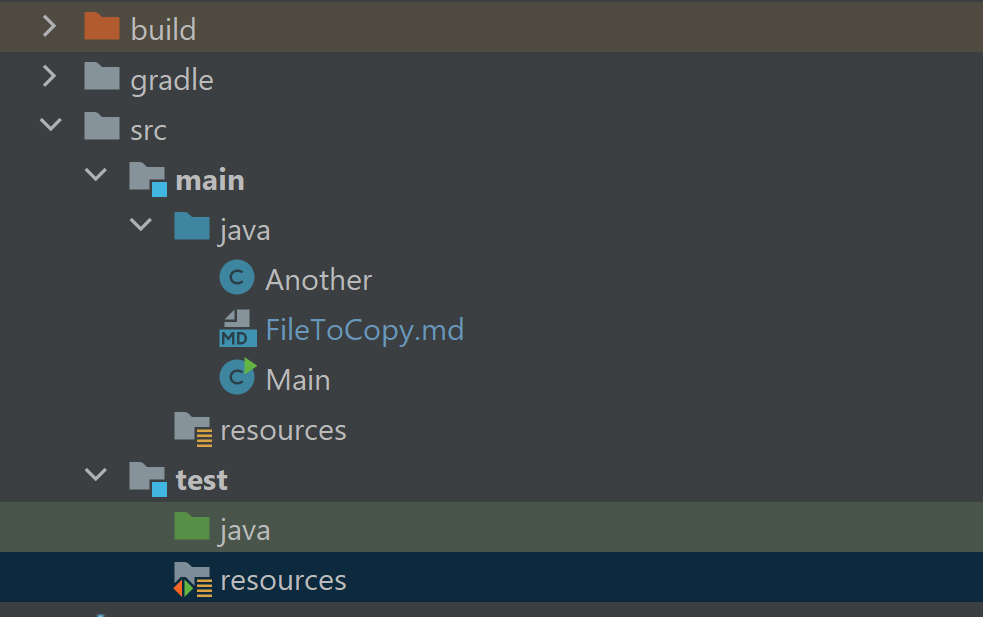 build
gradle
src
main
java
C Another
MD FileToCopy.md
C Main
resources
test
java
resources